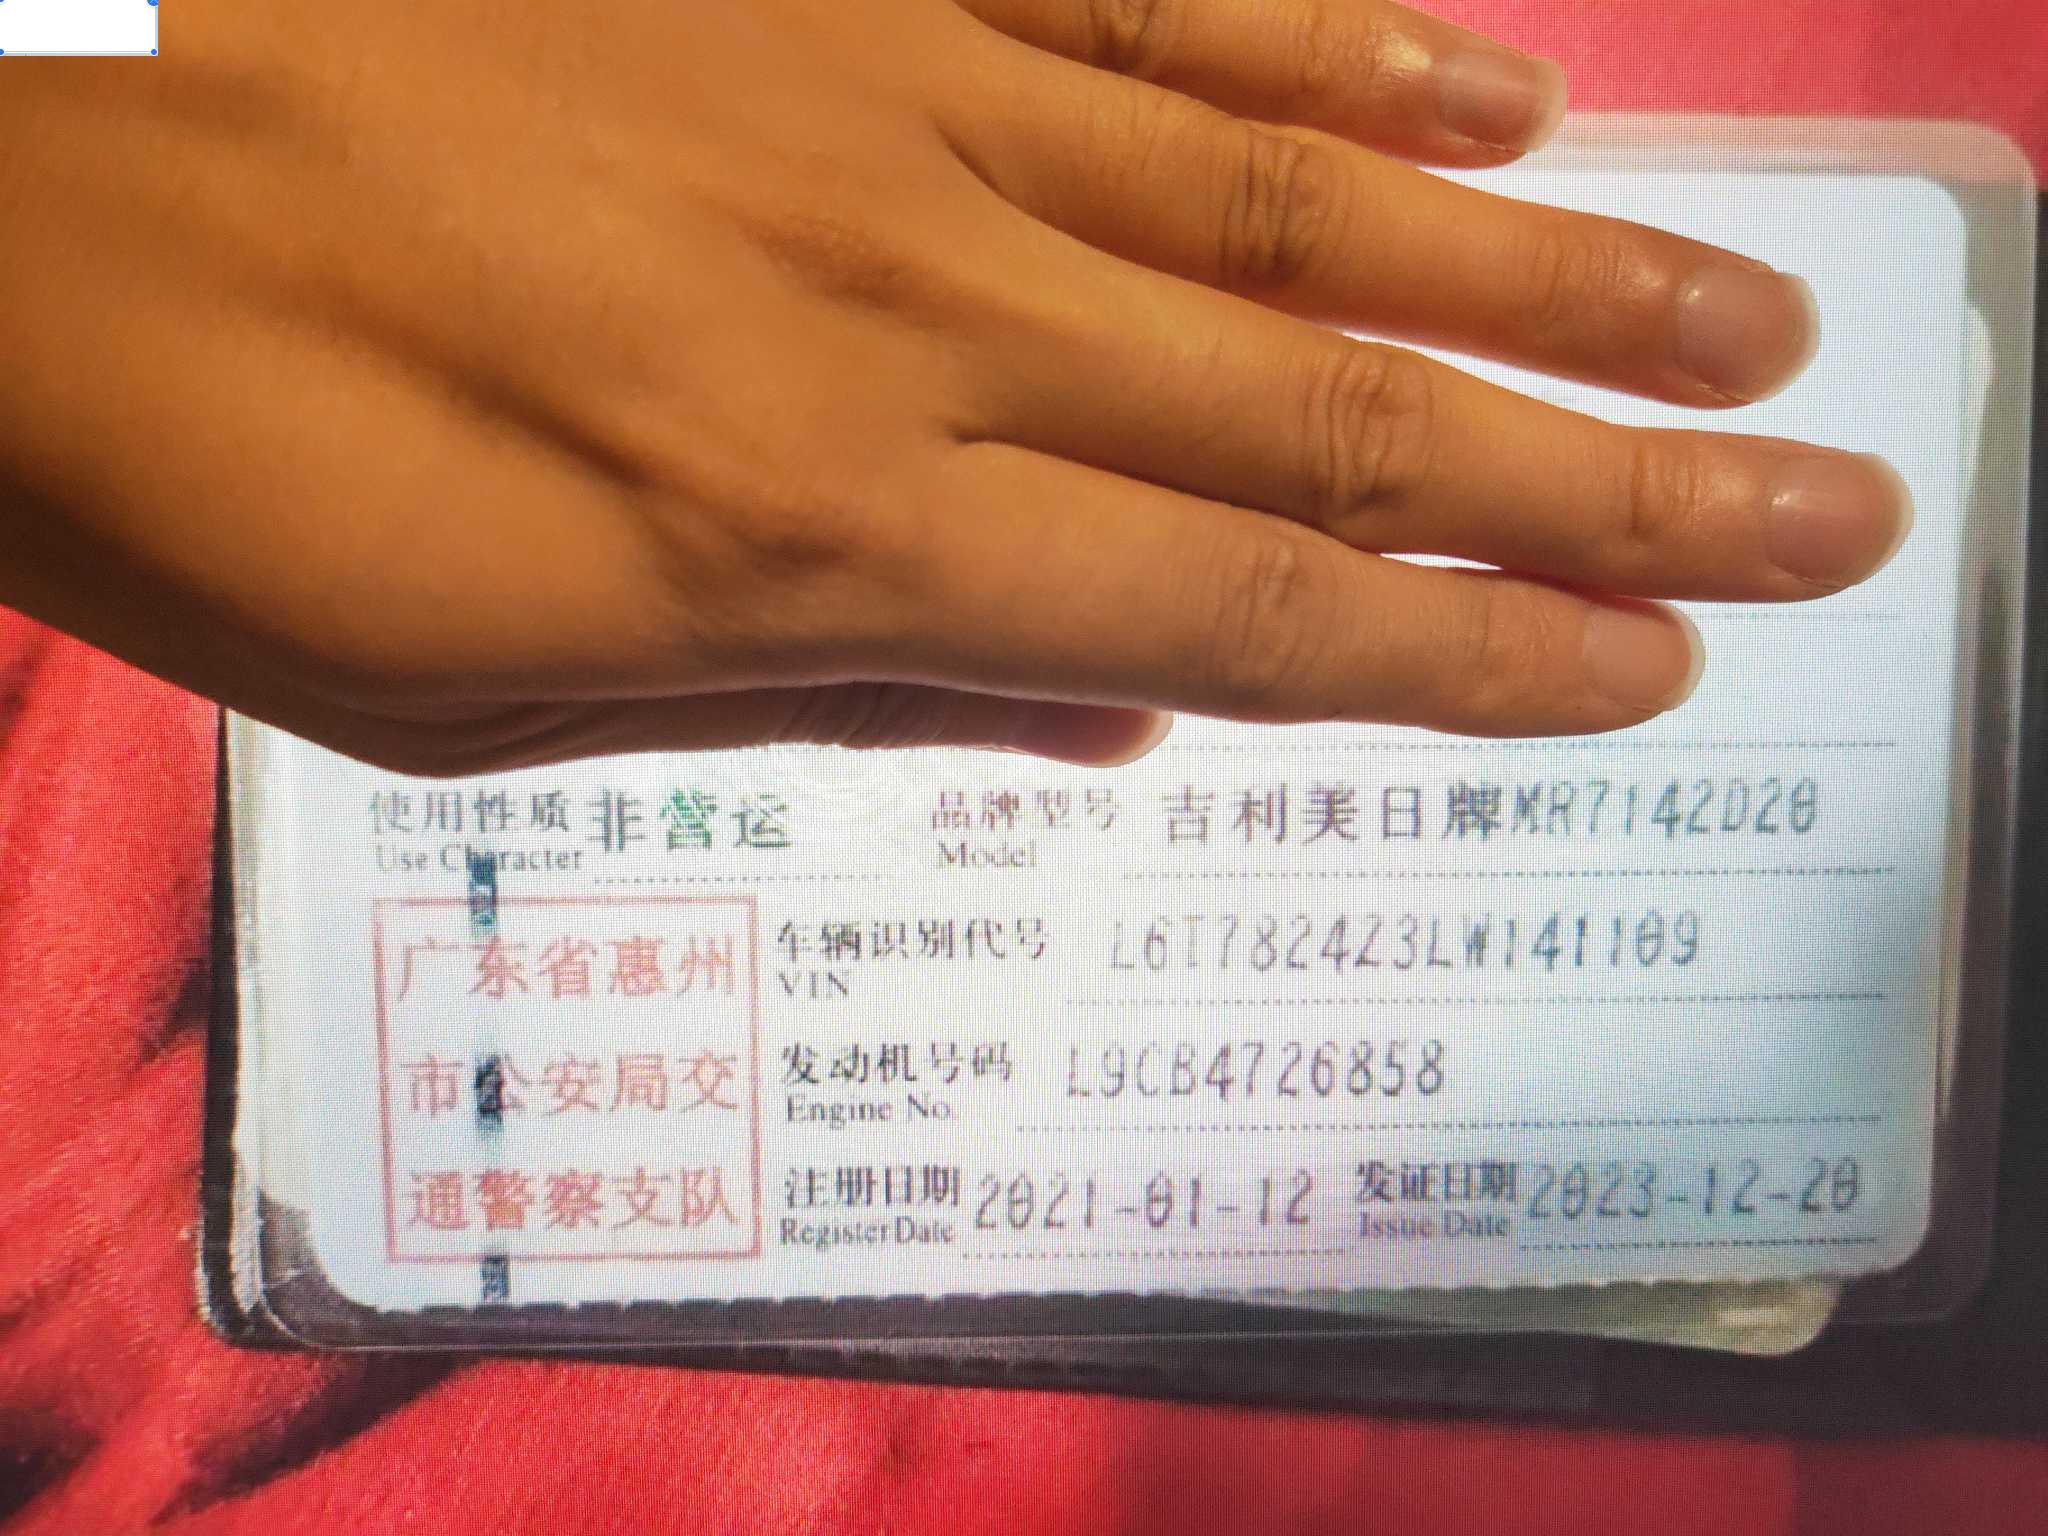 使用性质 非营运 品牌型号 吉利美日牌MR7142D20
Use Character Model
车辆识别代号 L6T7824Z3LW141109
VIN
发动机号码 L9CB4726858
Engine No.
注册日期 2021-01-12 发证日期 2023-12-20
Register Date Issue Date
广东省惠州
市公安局交
通警察支队